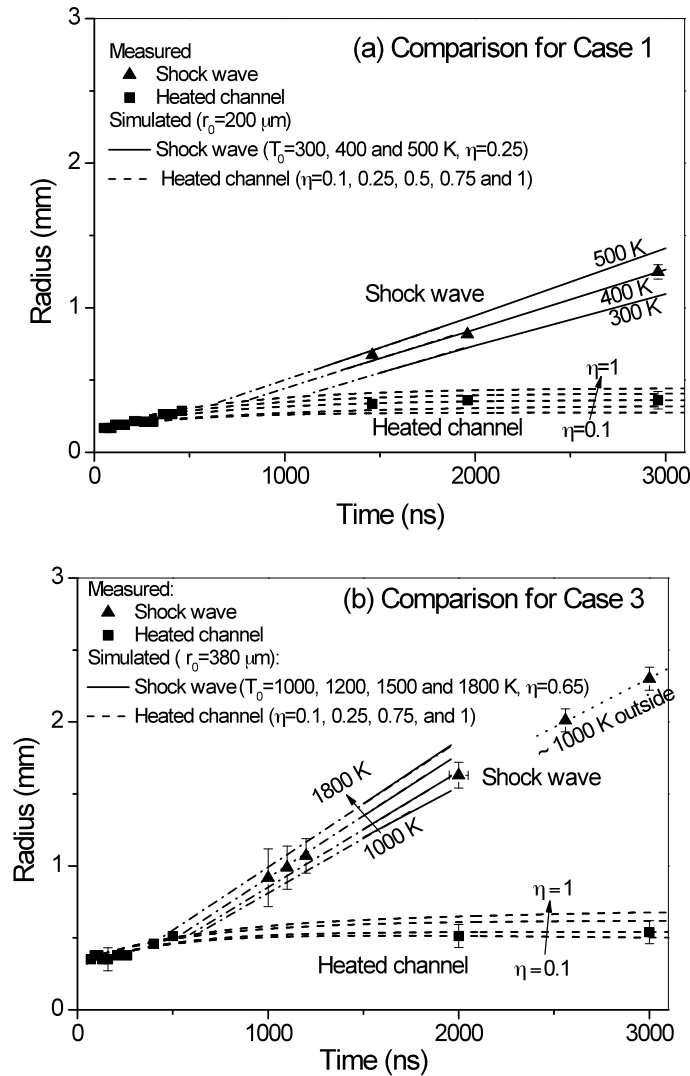 3
2
1
0
0
1000
2000
3000
Radius (mm)
Time (ns)
(a) Comparison for Case 1
Measured
Shock wave
Heated channel
Simulated (r₀=200 μm)
Shock wave (T₀=300, 400 and 500 K, η=0.25)
Heated channel (η=0.1, 0.25, 0.5, 0.75 and 1)
500 K
Shock wave
400 K
300 K
η=1
Heated channel
η=0.1
3
2
1
0
0
1000
2000
3000
Radius (mm)
Time (ns)
(b) Comparison for Case 3
Measured:
Shock wave
Heated channel
Simulated ( r₀=380 μm):
Shock wave (T₀=1000, 1200, 1500 and 1800 K, η=0.65)
Heated channel (η=0.1, 0.25, 0.75, and 1)
~ 1000 K outside
1800 K
Shock wave
1000 K
η=1
Heated channel
η=0.1